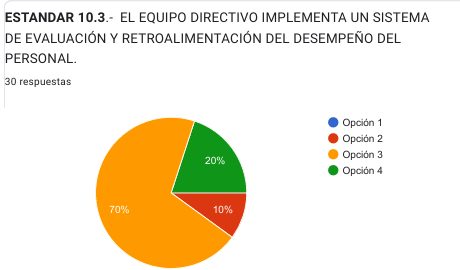 ESTANDAR 10.3.- EL EQUIPO DIRECTIVO IMPLEMENTA UN SISTEMA
DE EVALUACIÓN Y RETROALIMENTACIÓN DEL DESEMPEÑO DEL
PERSONAL.
30 respuestas
Opción 1
Opción 2
Opción 3
Opción 4
20%
70%
10%